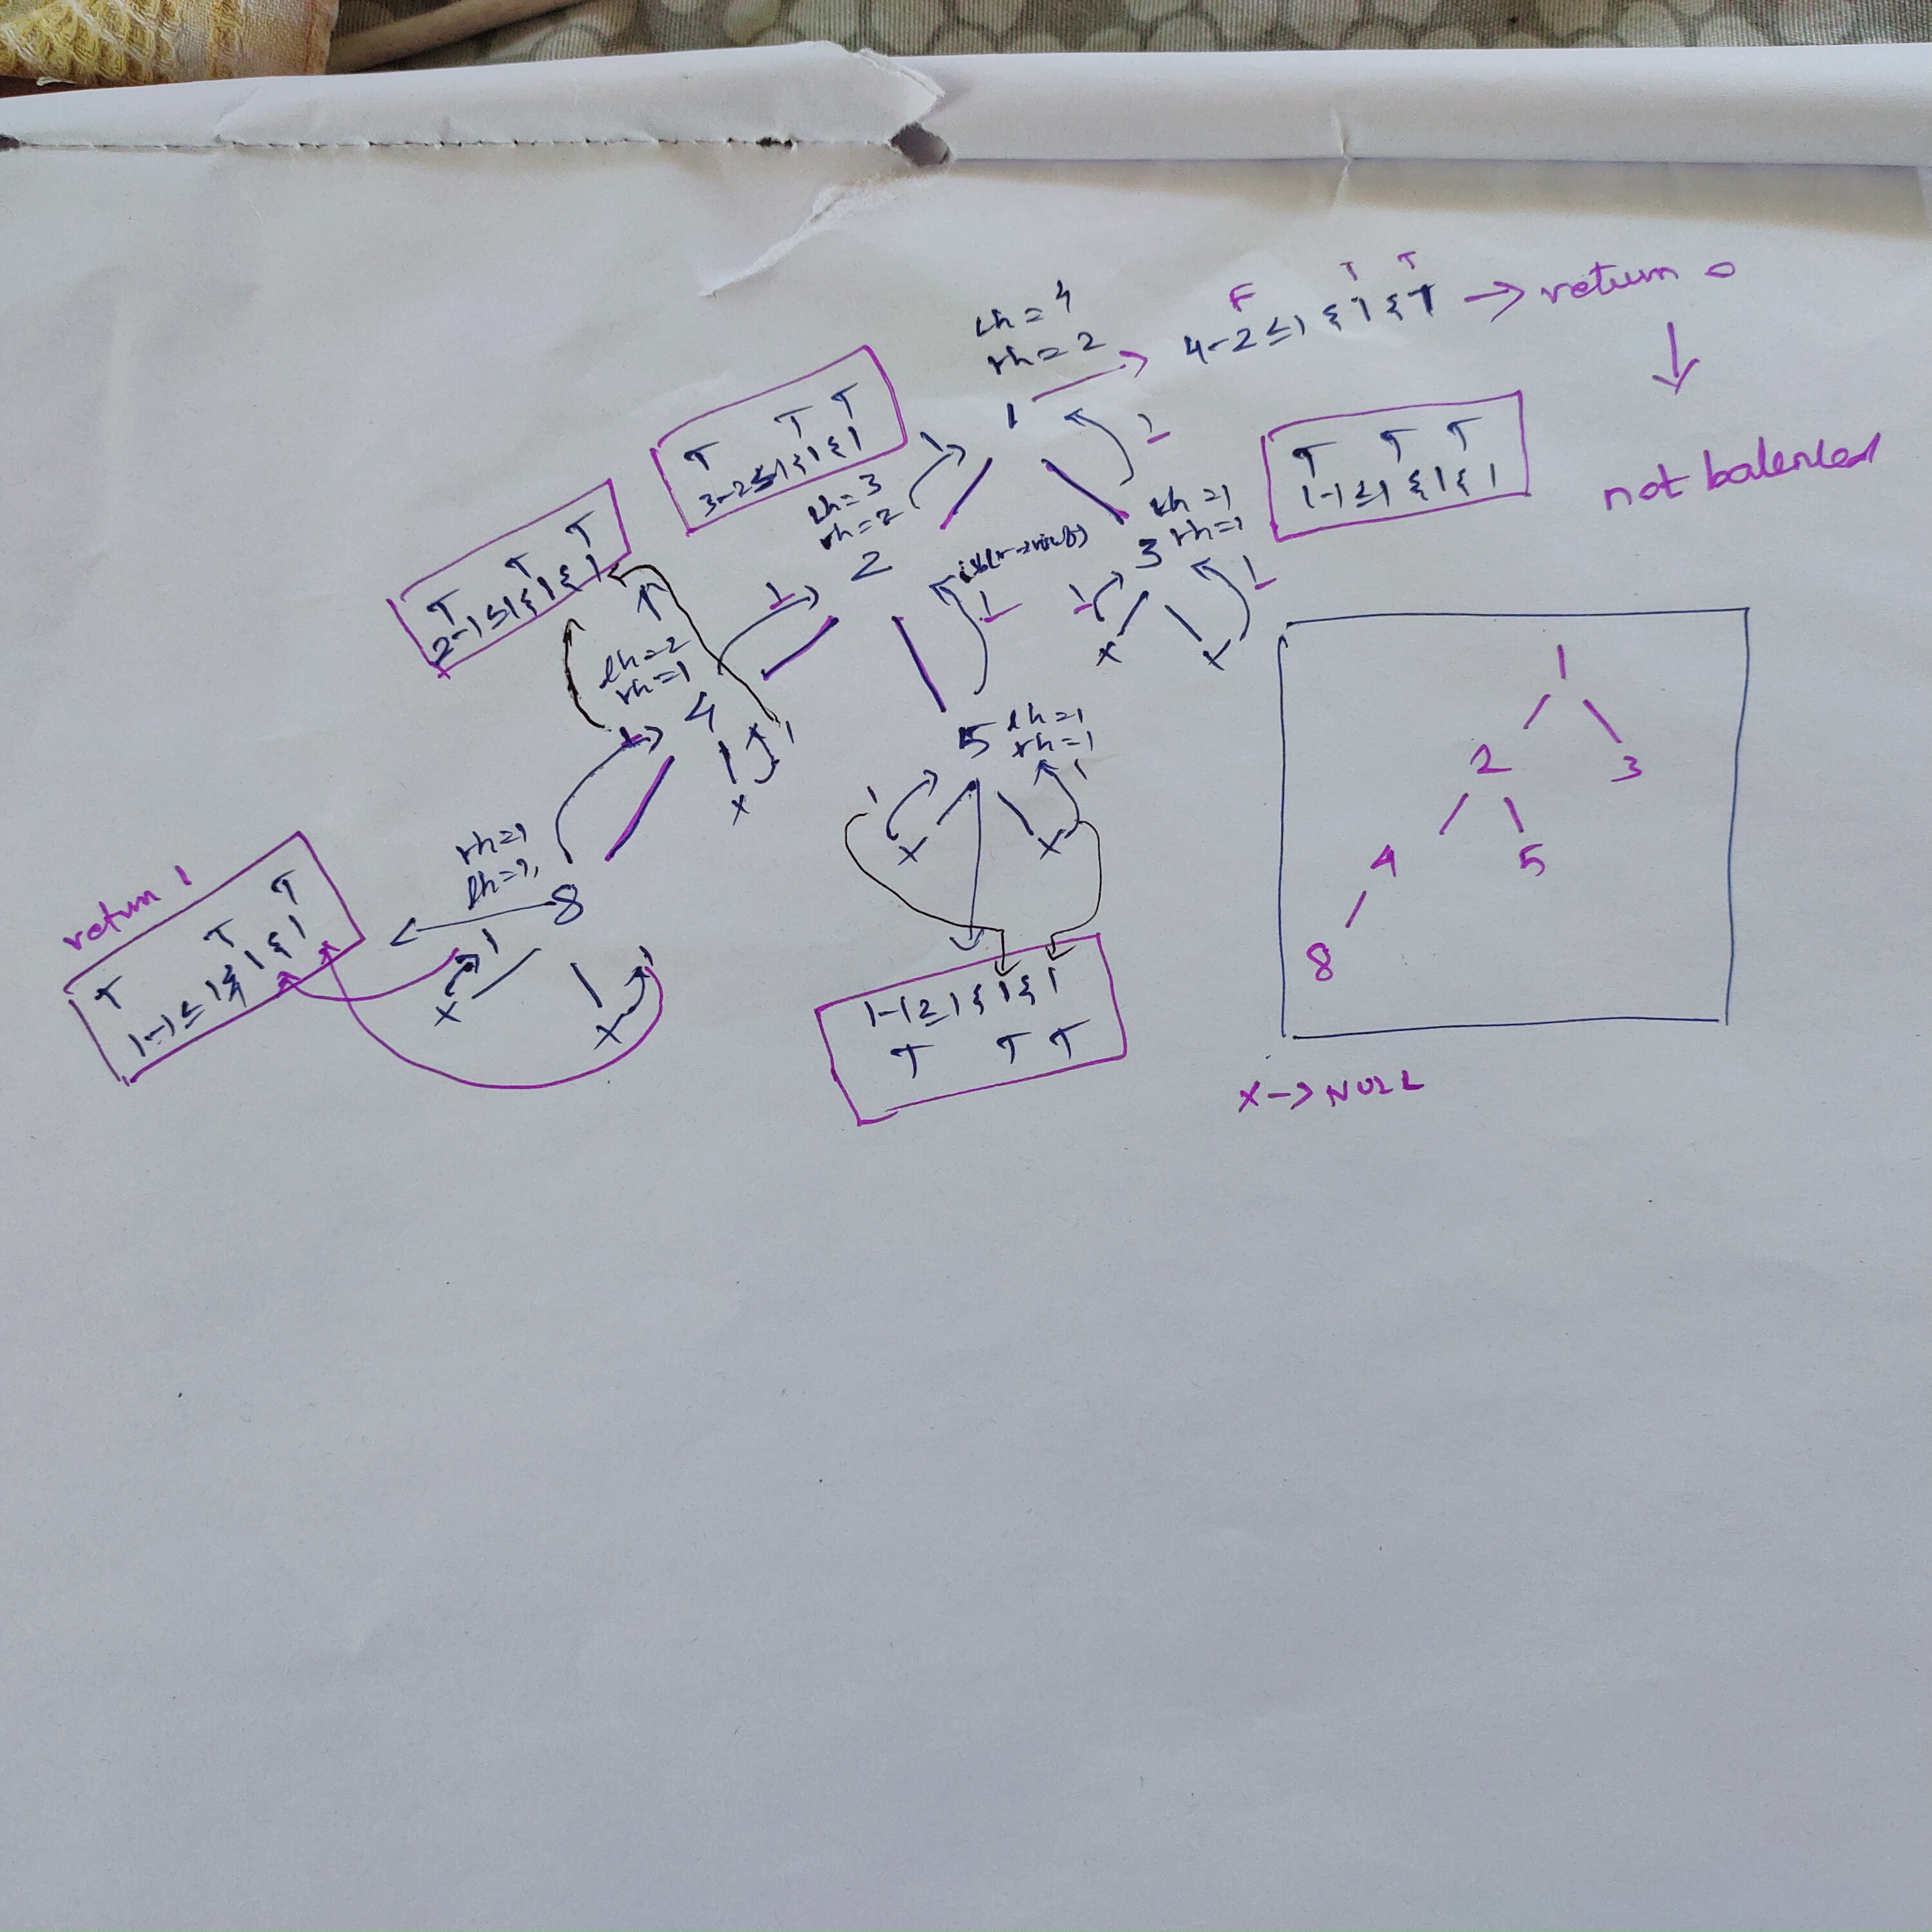 lh = 4
rh = 2
F T T
4-2≤1 & 1 & 1 → return 0
↓
not balenced
T T T
3-2≤1 & 1 & 1
lh = 3
rh = 2
1
1
1
T T T
1-1≤1 & 1 & 1
T T T
2-1≤1 & 1 & 1
2
1
1
lh=1
rh=1
3
1
1
x x
lh=2
rh=1
4
1
1
x
5
lh=1
rh=1
1
1
x x
1-1≥1 & 1 & 1
T T T
return 1
T T T
1-1≤1 & 1 & 1
rh=1
8
1
1
x x
1
2 3
4 5
8
x → NULL